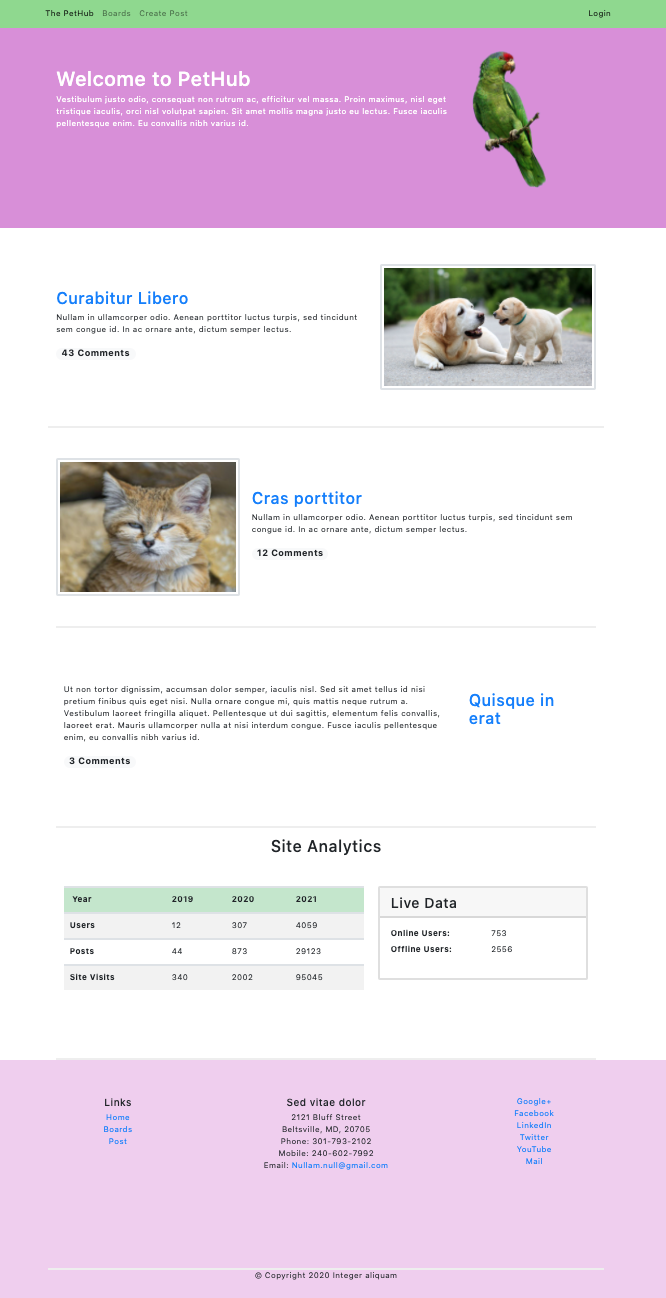 The PetHub Boards Create Post Login
Welcome to PetHub
Vestibulum justo odio, consequat non rutrum ac, efficitur vel massa. Proin maximus, nisl eget
tristique iaculis, orci nisl volutpat sapien. Sit amet mollis magna justo eu lectus. Fusce iaculis
pellentesque enim. Eu convallis nibh varius id.
Curabitur Libero
Nullam in ullamcorper odio. Aenean porttitor luctus turpis, sed tincidunt
sem congue id. In ac ornare ante, dictum semper lectus.
43 Comments
Cras porttitor
Nullam in ullamcorper odio. Aenean porttitor luctus turpis, sed tincidunt sem
congue id. In ac ornare ante, dictum semper lectus.
12 Comments
Ut non tortor dignissim, accumsan dolor semper, iaculis nisl. Sed sit amet tellus id nisi
pretium finibus quis eget nisi. Nulla ornare congue mi, quis mattis neque rutrum a.
Vestibulum laoreet fringilla aliquet. Pellentesque ut dui sagittis, elementum felis convallis,
laoreet erat. Mauris ullamcorper nulla at nisi interdum congue. Fusce iaculis pellentesque
enim, eu convallis nibh varius id.
3 Comments
Quisque in
erat
Site Analytics
Year 2019 2020 2021
Users 12 307 4059
Posts 44 873 29123
Site Visits 340 2002 95045
Live Data
Online Users: 753
Offline Users: 2556
Links
Home
Boards
Post
Sed vitae dolor
2121 Bluff Street
Beltsville, MD, 20705
Phone: 301-793-2102
Mobile: 240-602-7992
Email: Nullam.null@gmail.com
Google+
Facebook
LinkedIn
Twitter
YouTube
Mail
© Copyright 2020 Integer aliquam